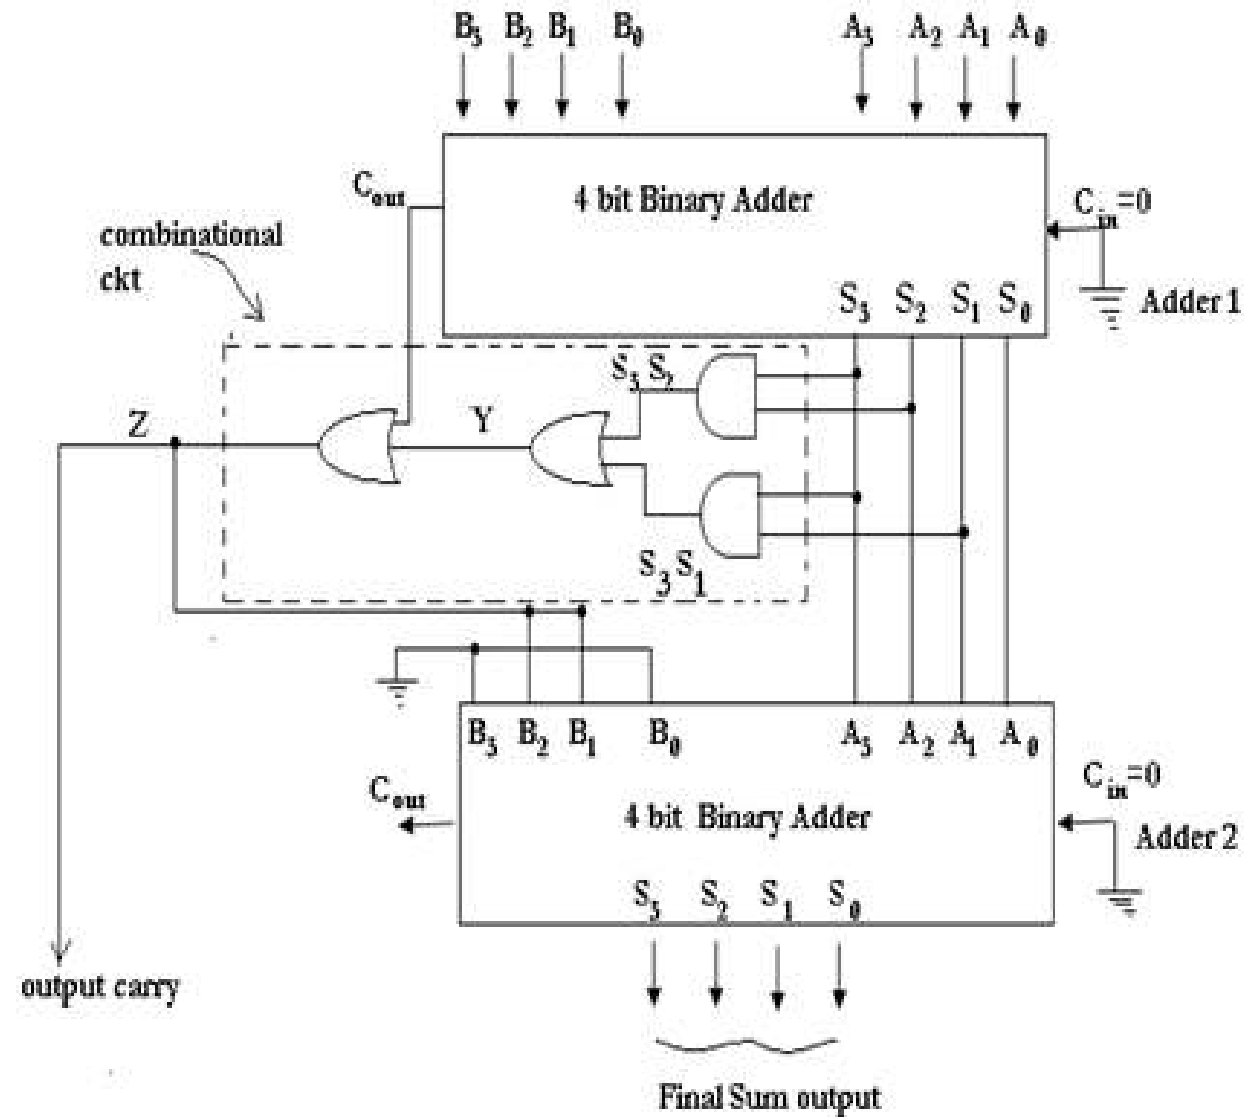 B3 B2 B1 B0 A3 A2 A1 A0
Cout
4 bit Binary Adder
Cin=0
combinational
ckt
S3 S2 S1 S0
Adder 1
S3 S2
Z
Y
S3 S1
B3 B2 B1 B0 A3 A2 A1 A0
Cout
4 bit Binary Adder
Cin=0
Adder 2
S3 S2 S1 S0
output carry
Final Sum output